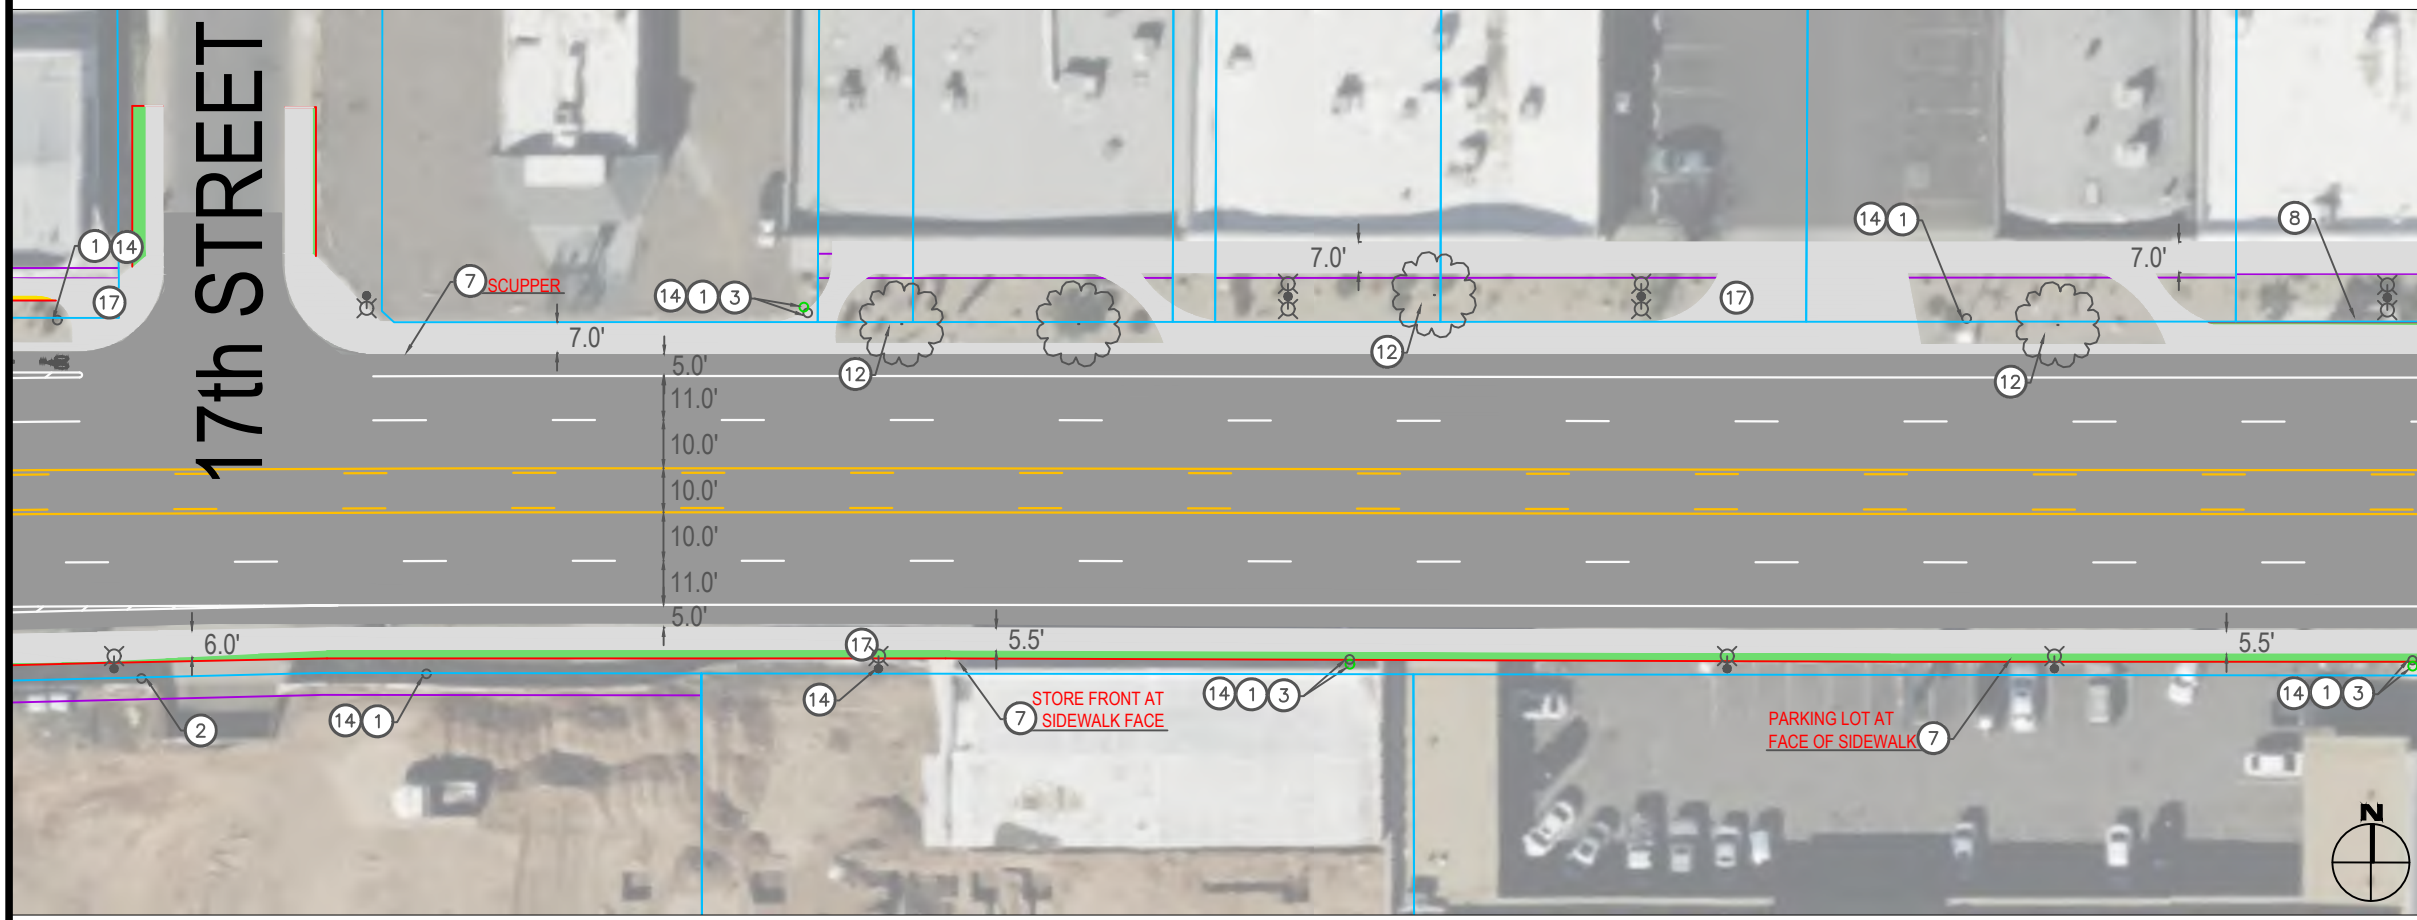 17th STREET
1 14
17
7 SCUPPER
14 1 3
7.0'
12
7.0'
12
14 1
7.0'
12
8
5.0'
11.0'
10.0'
10.0'
10.0'
11.0'
5.0'
6.0'
17
5.5'
5.5'
2
14 1
14
7 STORE FRONT AT
SIDEWALK FACE
14 1 3
17
PARKING LOT AT
FACE OF SIDEWALK 7
14 1 3
N